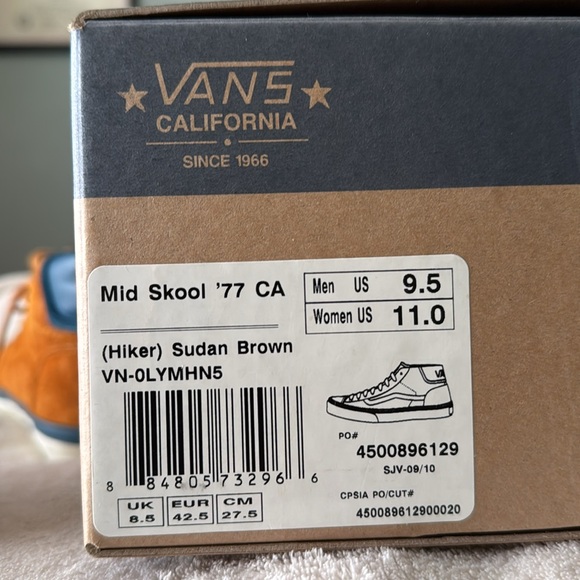 VANS
CALIFORNIA
SINCE 1966
Mid Skool '77 CA
Men US 9.5
Women US 11.0
(Hiker) Sudan Brown
VN-0LYMHN5
VANS
8 84805 73296 6
PO#
4500896129
SJV-09/10
UK 8.5
EUR 42.5
CM 27.5
CPSIA PO/CUT#
450089612900020